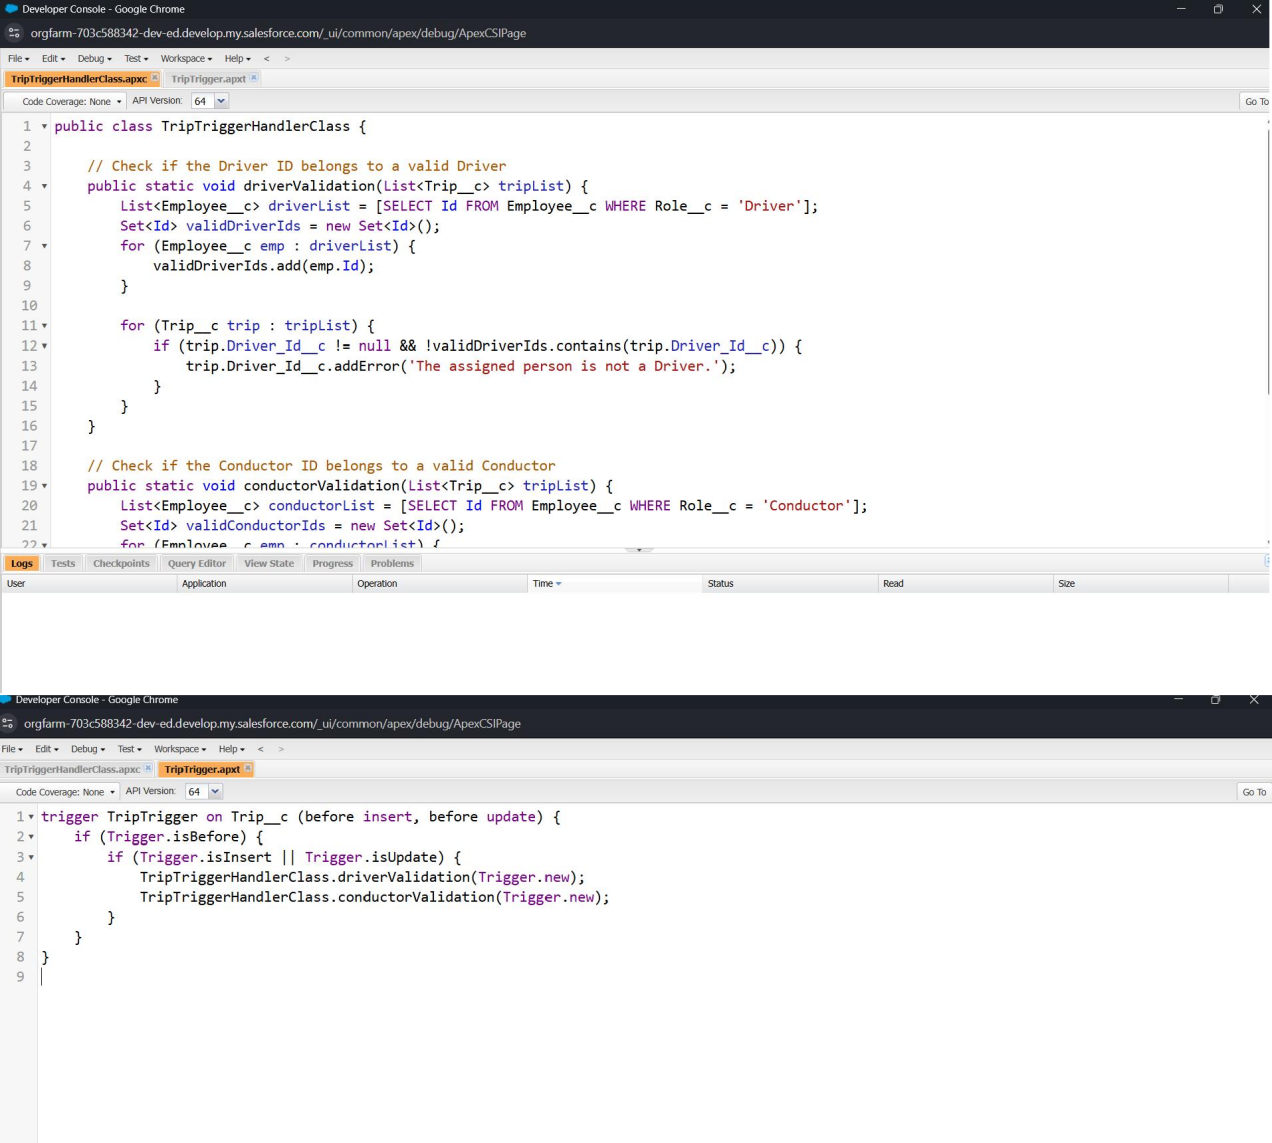 Developer Console - Google Chrome
orgfarm-703c588342-dev-ed.develop.my.salesforce.com/_ui/common/apex/debug/ApexCSIPage
File Edit Debug Test Workspace Help < >
TripTriggerHandlerClass.apxc TripTrigger.apxt
Code Coverage: None API Version: 64 Go To
1 public class TripTriggerHandlerClass {
2
3 // Check if the Driver ID belongs to a valid Driver
4 public static void driverValidation(List<Trip__c> tripList) {
5 List<Employee__c> driverList = [SELECT Id FROM Employee__c WHERE Role__c = 'Driver'];
6 Set<Id> validDriverIds = new Set<Id>();
7 for (Employee__c emp : driverList) {
8 validDriverIds.add(emp.Id);
9 }
10
11 for (Trip__c trip : tripList) {
12 if (trip.Driver_Id__c != null && !validDriverIds.contains(trip.Driver_Id__c)) {
13 trip.Driver_Id__c.addError('The assigned person is not a Driver.');
14 }
15 }
16 }
17
18 // Check if the Conductor ID belongs to a valid Conductor
19 public static void conductorValidation(List<Trip__c> tripList) {
20 List<Employee__c> conductorList = [SELECT Id FROM Employee__c WHERE Role__c = 'Conductor'];
21 Set<Id> validConductorIds = new Set<Id>();
22 for (Employee__c emp : conductorList) {
Logs Tests Checkpoints Query Editor View State Progress Problems
User Application Operation Time Status Read Size
Developer Console - Google Chrome
orgfarm-703c588342-dev-ed.develop.my.salesforce.com/_ui/common/apex/debug/ApexCSIPage
File Edit Debug Test Workspace Help < >
TripTriggerHandlerClass.apxc TripTrigger.apxt
Code Coverage: None API Version: 64 Go To
1 trigger TripTrigger on Trip__c (before insert, before update) {
2 if (Trigger.isBefore) {
3 if (Trigger.isInsert || Trigger.isUpdate) {
4 TripTriggerHandlerClass.driverValidation(Trigger.new);
5 TripTriggerHandlerClass.conductorValidation(Trigger.new);
6 }
7 }
8 }
9